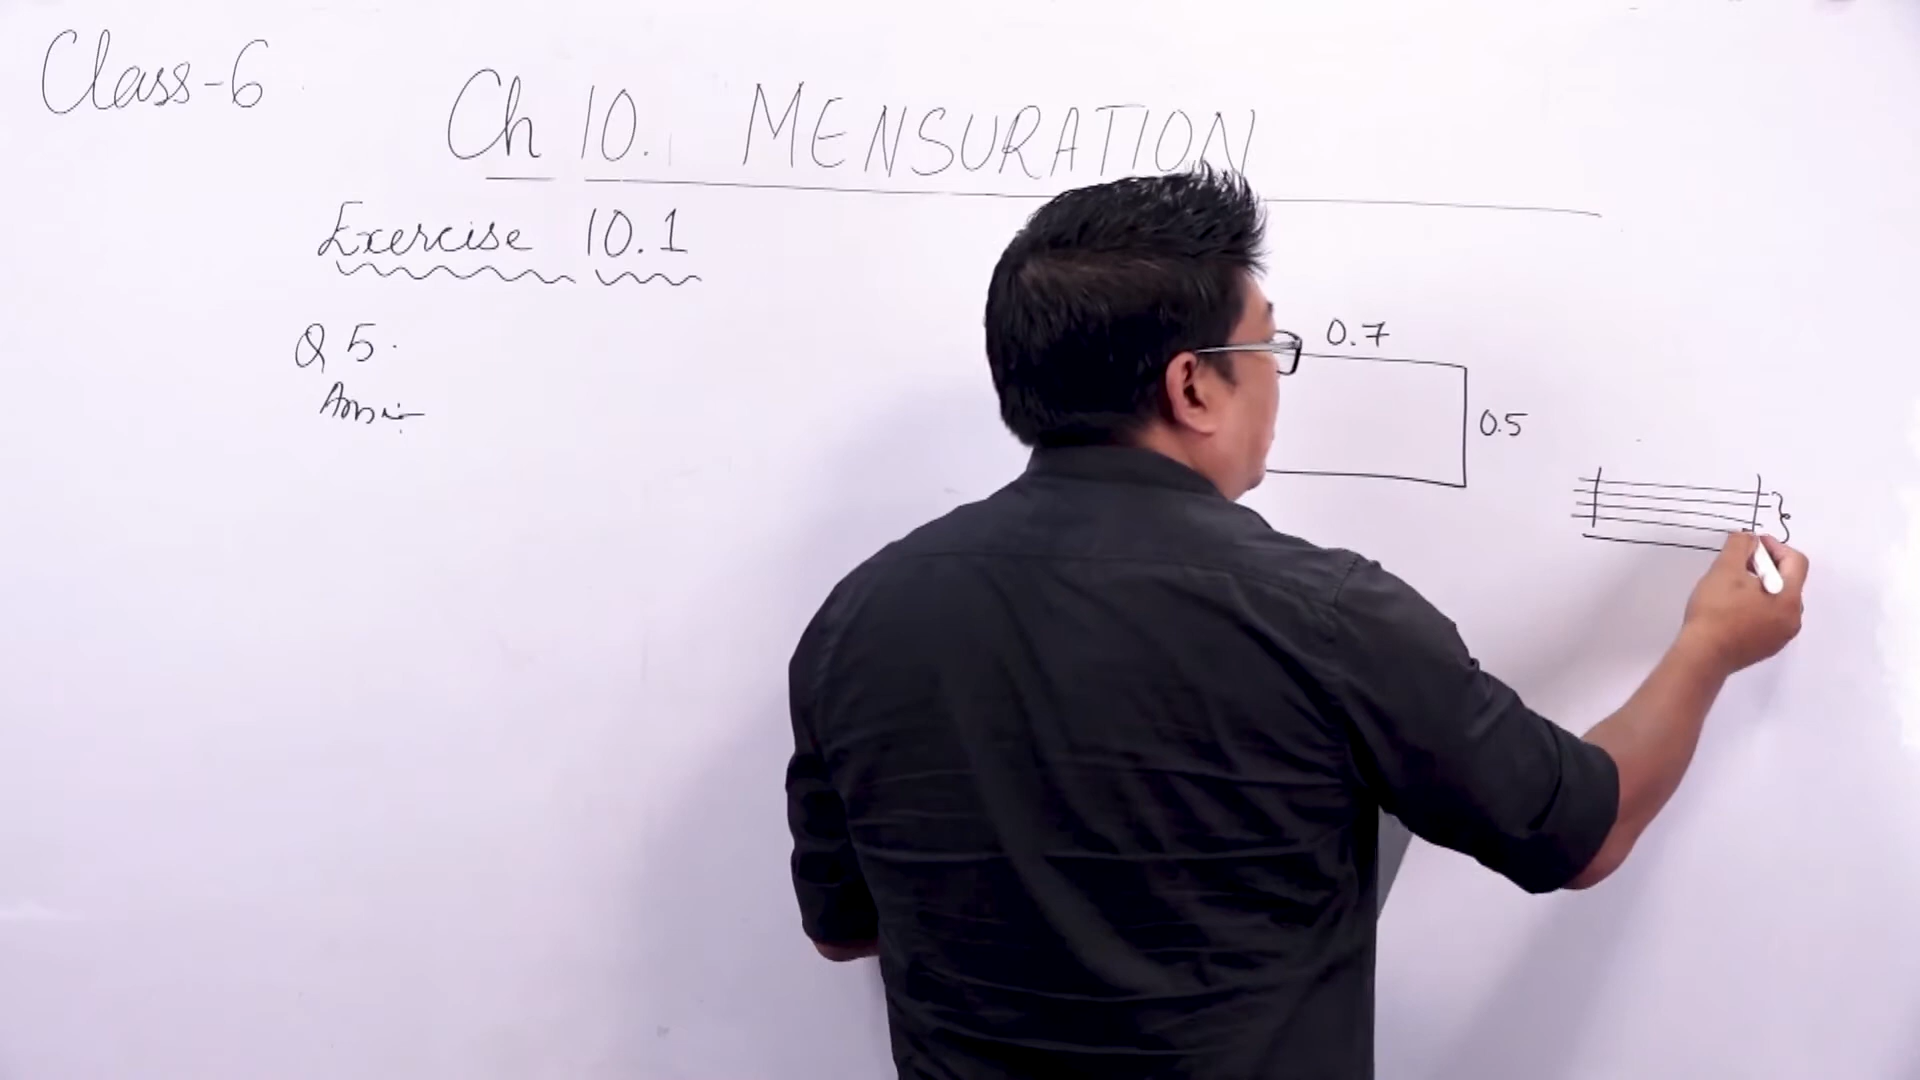 Class-6
Ch 10. MENSURATION
Exercise 10.1
Q 5.
Ans:-
0.7
0.5